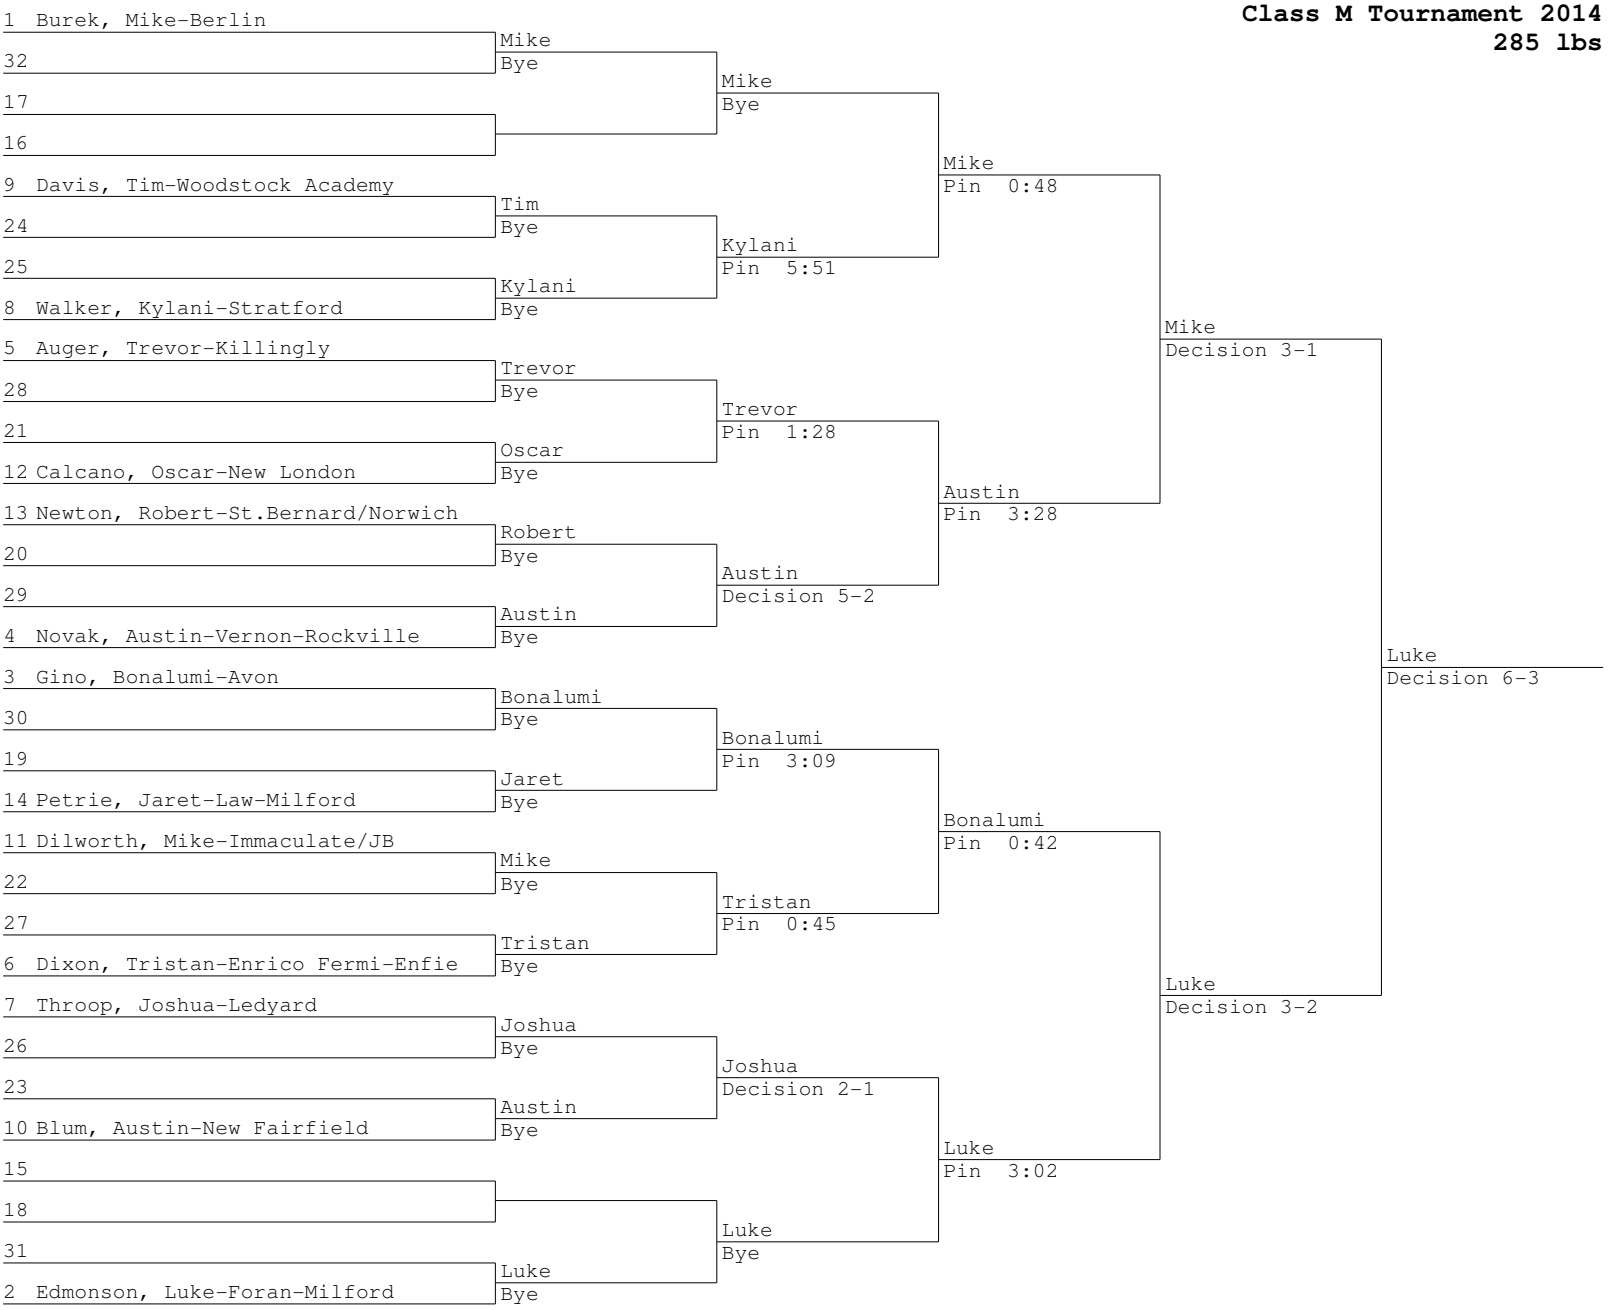 Class M Tournament 2014
285 lbs
1 Burek, Mike-Berlin
32
17
16
9 Davis, Tim-Woodstock Academy
24
25
8 Walker, Kylani-Stratford
5 Auger, Trevor-Killingly
28
21
12 Calcano, Oscar-New London
13 Newton, Robert-St.Bernard/Norwich
20
29
4 Novak, Austin-Vernon-Rockville
3 Gino, Bonalumi-Avon
30
19
14 Petrie, Jaret-Law-Milford
11 Dilworth, Mike-Immaculate/JB
22
27
6 Dixon, Tristan-Enrico Fermi-Enfie
7 Throop, Joshua-Ledyard
26
23
10 Blum, Austin-New Fairfield
15
18
31
2 Edmonson, Luke-Foran-Milford
Mike
Bye
Tim
Bye
Kylani
Bye
Trevor
Bye
Oscar
Bye
Robert
Bye
Austin
Bye
Bonalumi
Bye
Jaret
Bye
Mike
Bye
Tristan
Bye
Joshua
Bye
Austin
Bye
Luke
Bye
Mike
Bye
Kylani
Pin 5:51
Trevor
Pin 1:28
Austin
Decision 5-2
Bonalumi
Pin 3:09
Tristan
Pin 0:45
Joshua
Decision 2-1
Luke
Bye
Mike
Pin 0:48
Austin
Pin 3:28
Bonalumi
Pin 0:42
Luke
Pin 3:02
Mike
Decision 3-1
Luke
Decision 3-2
Luke
Decision 6-3